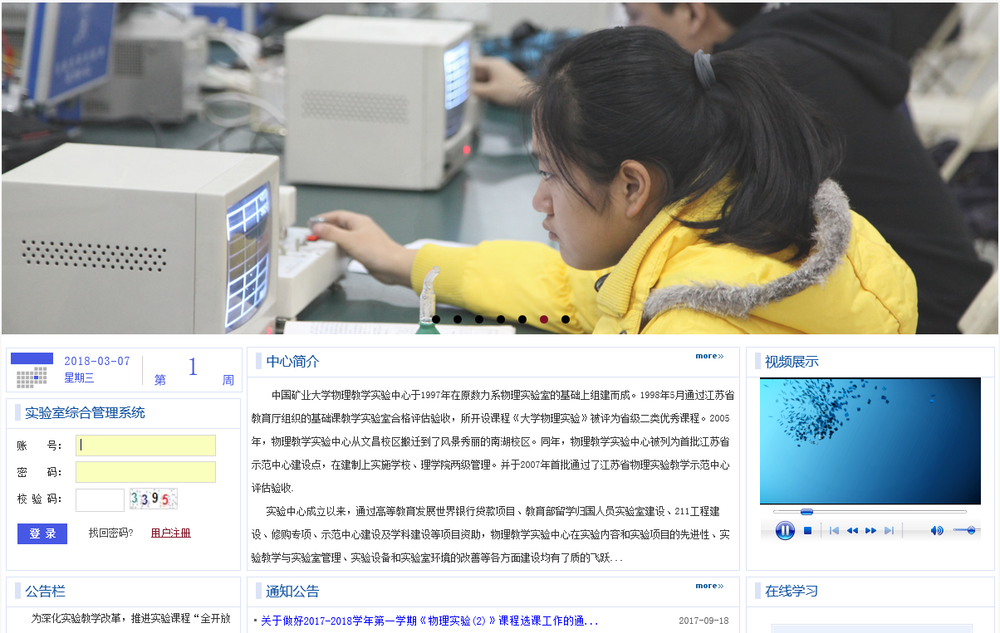 2018-03-07
星期三
第 1 周
实验室综合管理系统
账 号：
密 码：
校 验 码：
3395
登 录 找回密码? 用户注册
中心简介 more»
中国矿业大学物理教学实验中心于1997年在原数力系物理实验室的基础上组建而成。1998年5月通过江苏省
教育厅组织的基础课教学实验室合格评估验收，所开设课程《大学物理实验》被评为省级二类优秀课程。2005
年，物理教学实验中心从文昌校区搬迁到了风景秀丽的南湖校区。同年，物理教学实验中心被列为首批江苏省
示范中心建设点，在建制上实施学校、理学院两级管理。并于2007年首批通过了江苏省物理实验教学示范中心
评估验收.
实验中心成立以来，通过高等教育发展世界银行贷款项目、教育部留学归国人员实验室建设、211工程建
设、修购专项、示范中心建设及学科建设等项目资助，物理教学实验中心在实验内容和实验项目的先进性、实
验教学与实验室管理、实验设备和实验室环境的改善等各方面建设均有了质的飞跃...
视频展示
公告栏
为深化实验教学改革，推进实验课程“全开放
通知公告 more»
关于做好2017-2018学年第一学期《物理实验(2)》课程选课工作的通... 2017-09-18
在线学习